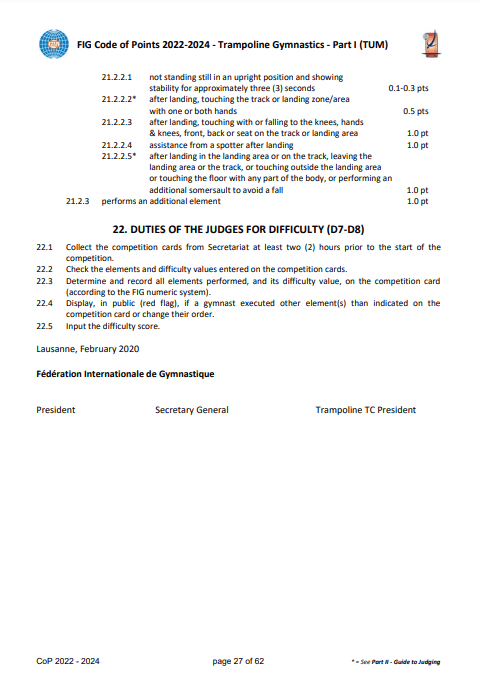 FIG Code of Points 2022-2024 - Trampoline Gymnastics - Part I (TUM)
21.2.2.1 not standing still in an upright position and showing
stability for approximately three (3) seconds 0.1-0.3 pts
21.2.2.2* after landing, touching the track or landing zone/area
with one or both hands 0.5 pts
21.2.2.3 after landing, touching with or falling to the knees, hands
& knees, front, back or seat on the track or landing area 1.0 pt
21.2.2.4 assistance from a spotter after landing 1.0 pt
21.2.2.5* after landing in the landing area or on the track, leaving the
landing area or the track, or touching outside the landing area
or touching the floor with any part of the body, or performing an
additional somersault to avoid a fall 1.0 pt
21.2.3 performs an additional element 1.0 pt
22. DUTIES OF THE JUDGES FOR DIFFICULTY (D7-D8)
22.1 Collect the competition cards from Secretariat at least two (2) hours prior to the start of the
competition.
22.2 Check the elements and difficulty values entered on the competition cards.
22.3 Determine and record all elements performed, and its difficulty value, on the competition card
(according to the FIG numeric system).
22.4 Display, in public (red flag), if a gymnast executed other element(s) than indicated on the
competition card or change their order.
22.5 Input the difficulty score.
Lausanne, February 2020
Fédération Internationale de Gymnastique
President Secretary General Trampoline TC President
CoP 2022 - 2024 page 27 of 62 * = See Part II - Guide to Judging